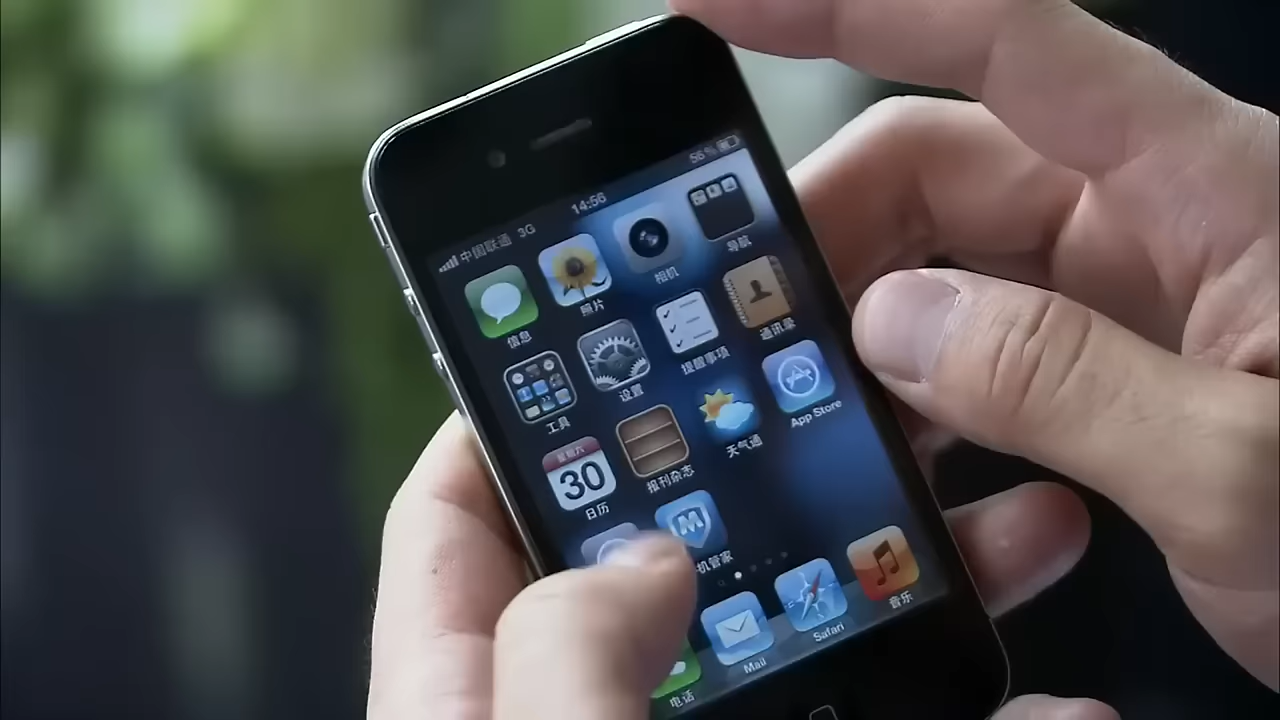 中国联通 3G 14:56 56%
信息 照片 相机 导航
工具 设置 提醒事项 通讯录
星期六
30
日历 报刊杂志 天气通 App Store
M
机管家
电话 Mail Safari 音乐